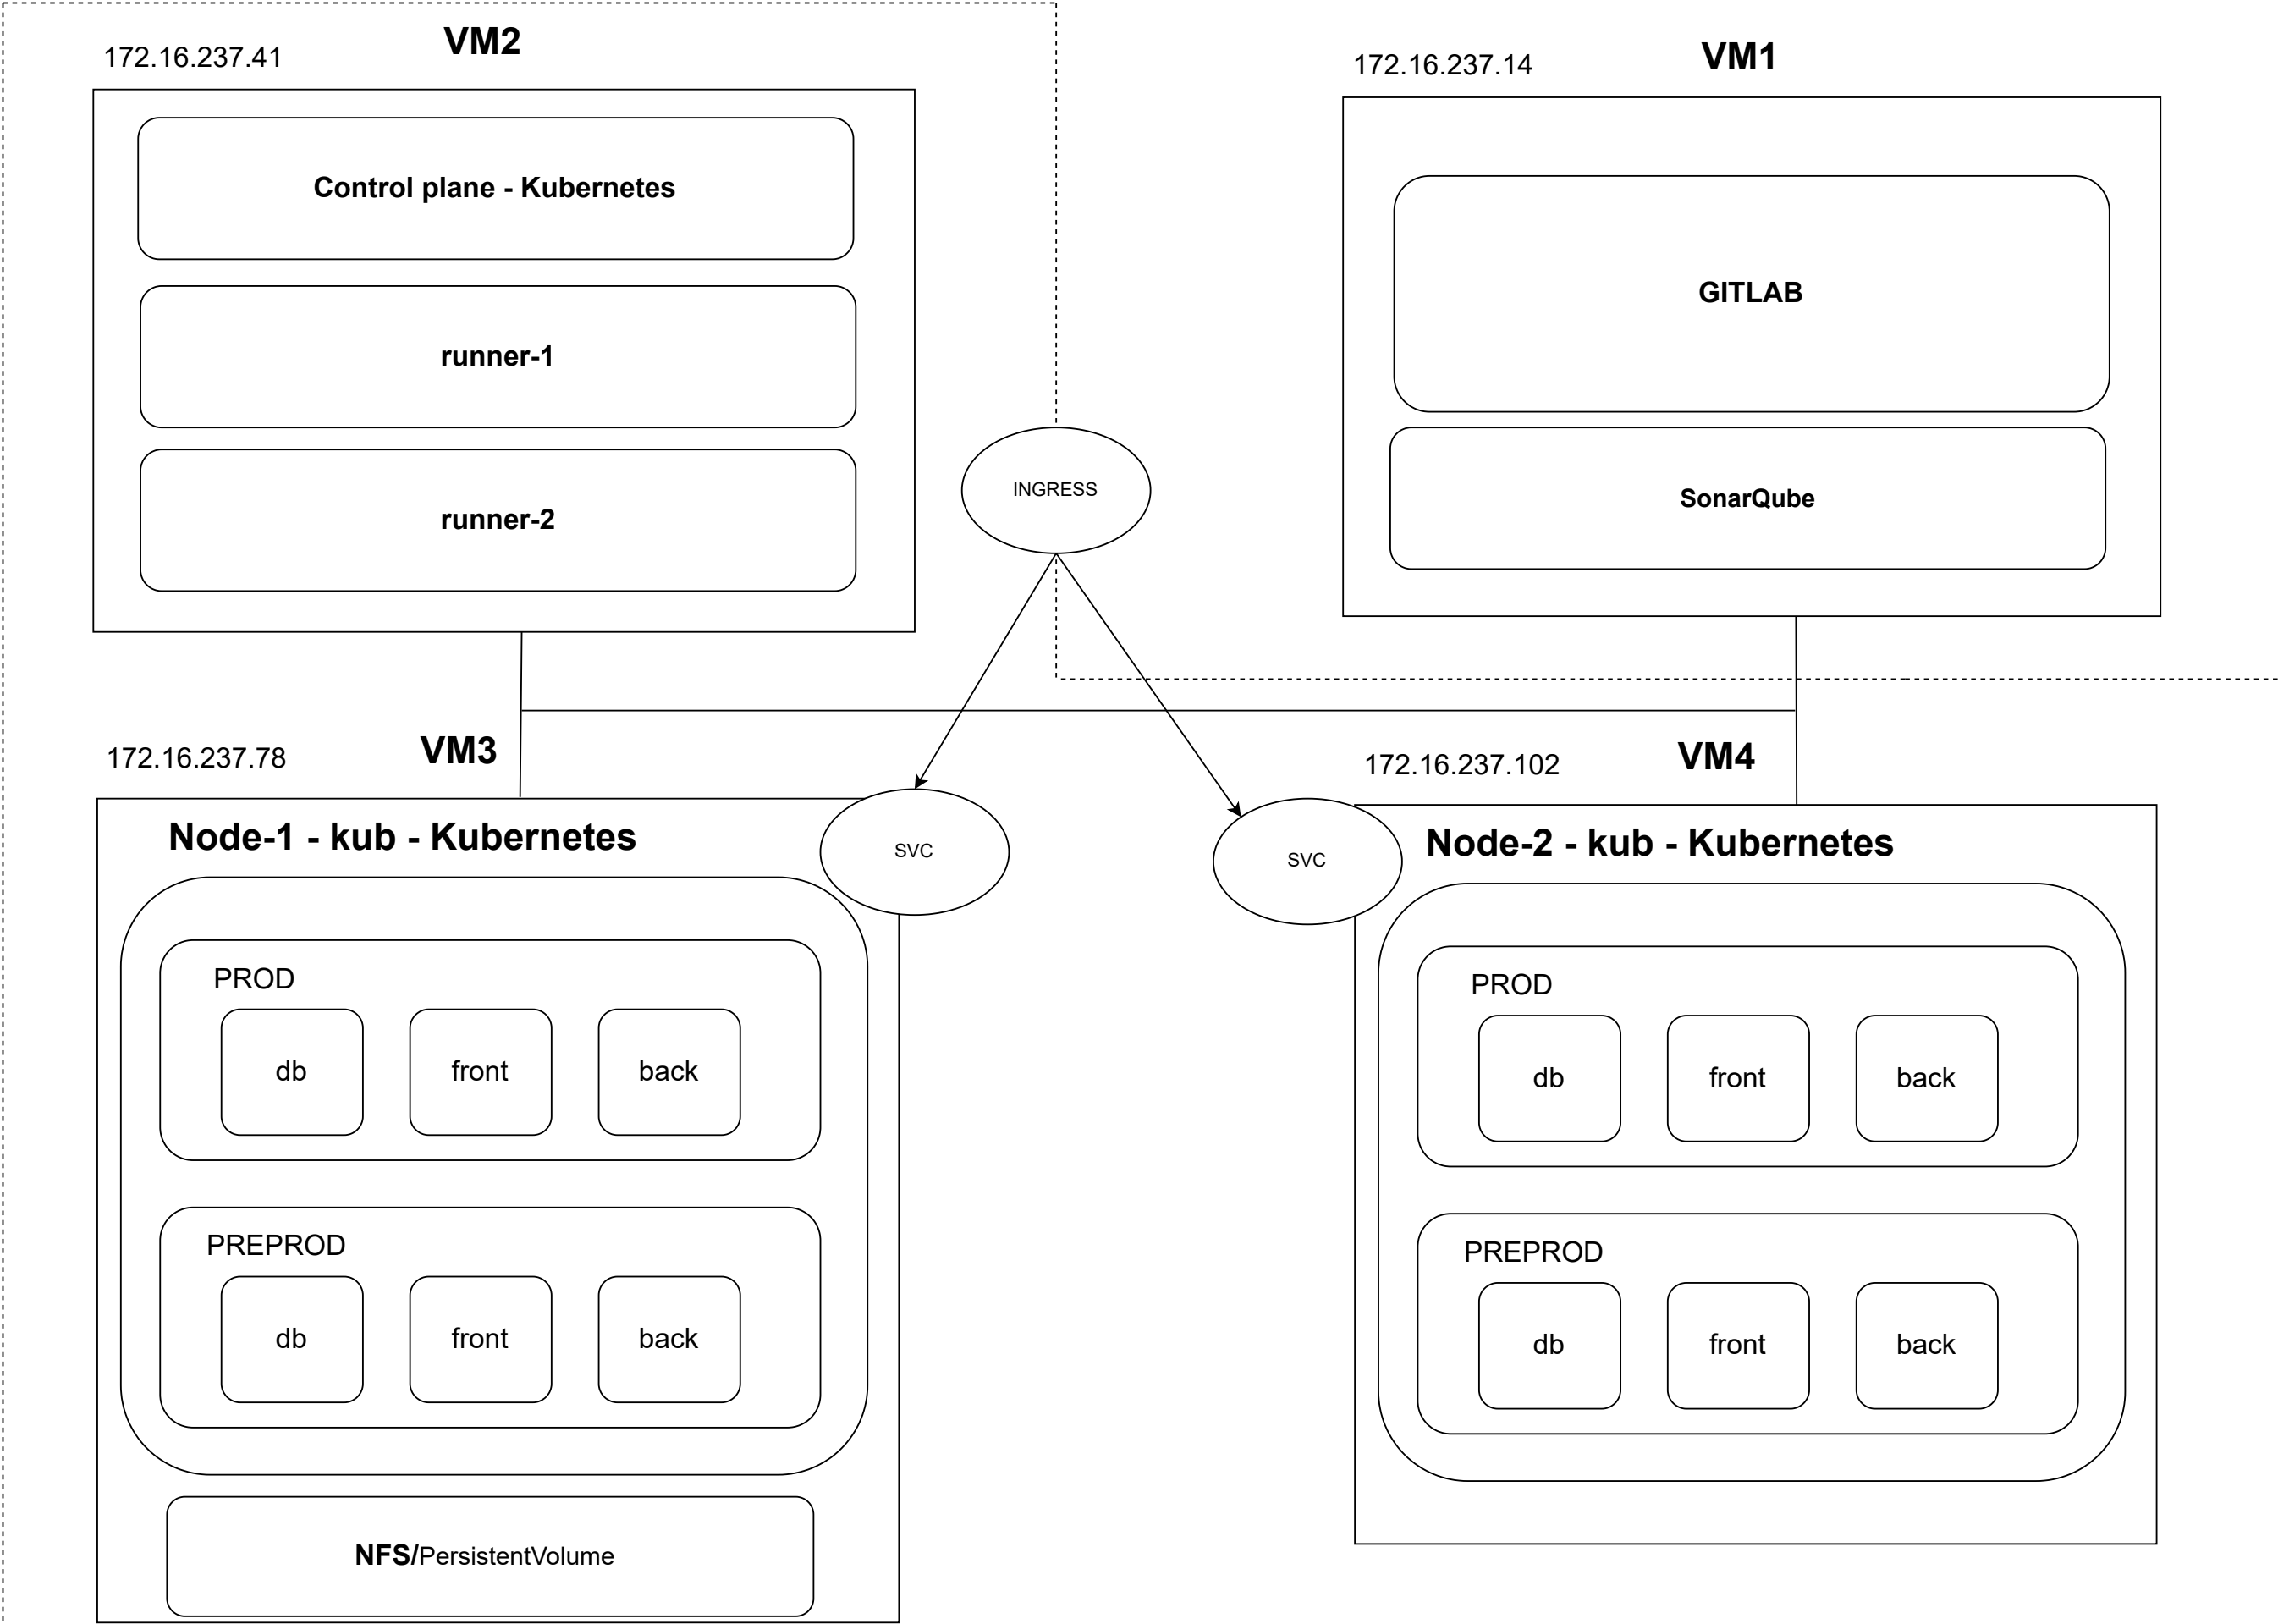 172.16.237.41
VM2
Control plane - Kubernetes
runner-1
runner-2
172.16.237.14
VM1
GITLAB
SonarQube
INGRESS
172.16.237.78
VM3
Node-1 - kub - Kubernetes
SVC
PROD
db
front
back
PREPROD
db
front
back
NFS/PersistentVolume
172.16.237.102
VM4
SVC
Node-2 - kub - Kubernetes
PROD
db
front
back
PREPROD
db
front
back